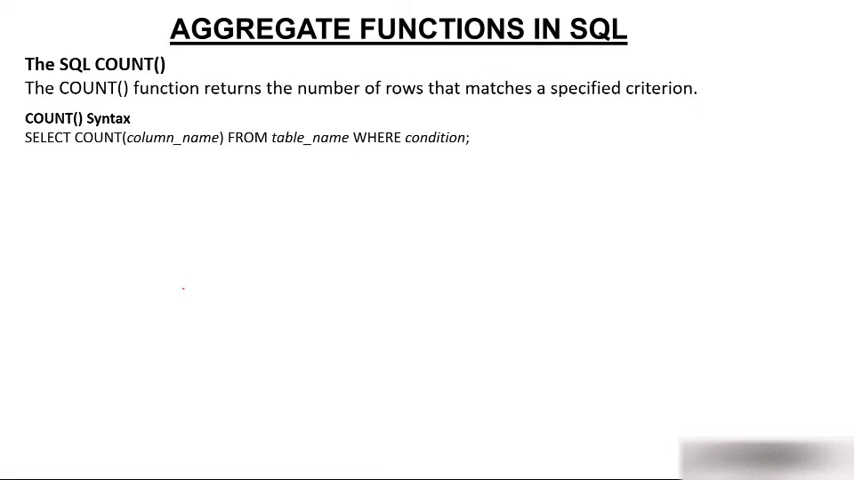 AGGREGATE FUNCTIONS IN SQL
The SQL COUNT()
The COUNT() function returns the number of rows that matches a specified criterion.
COUNT() Syntax
SELECT COUNT(column_name) FROM table_name WHERE condition;